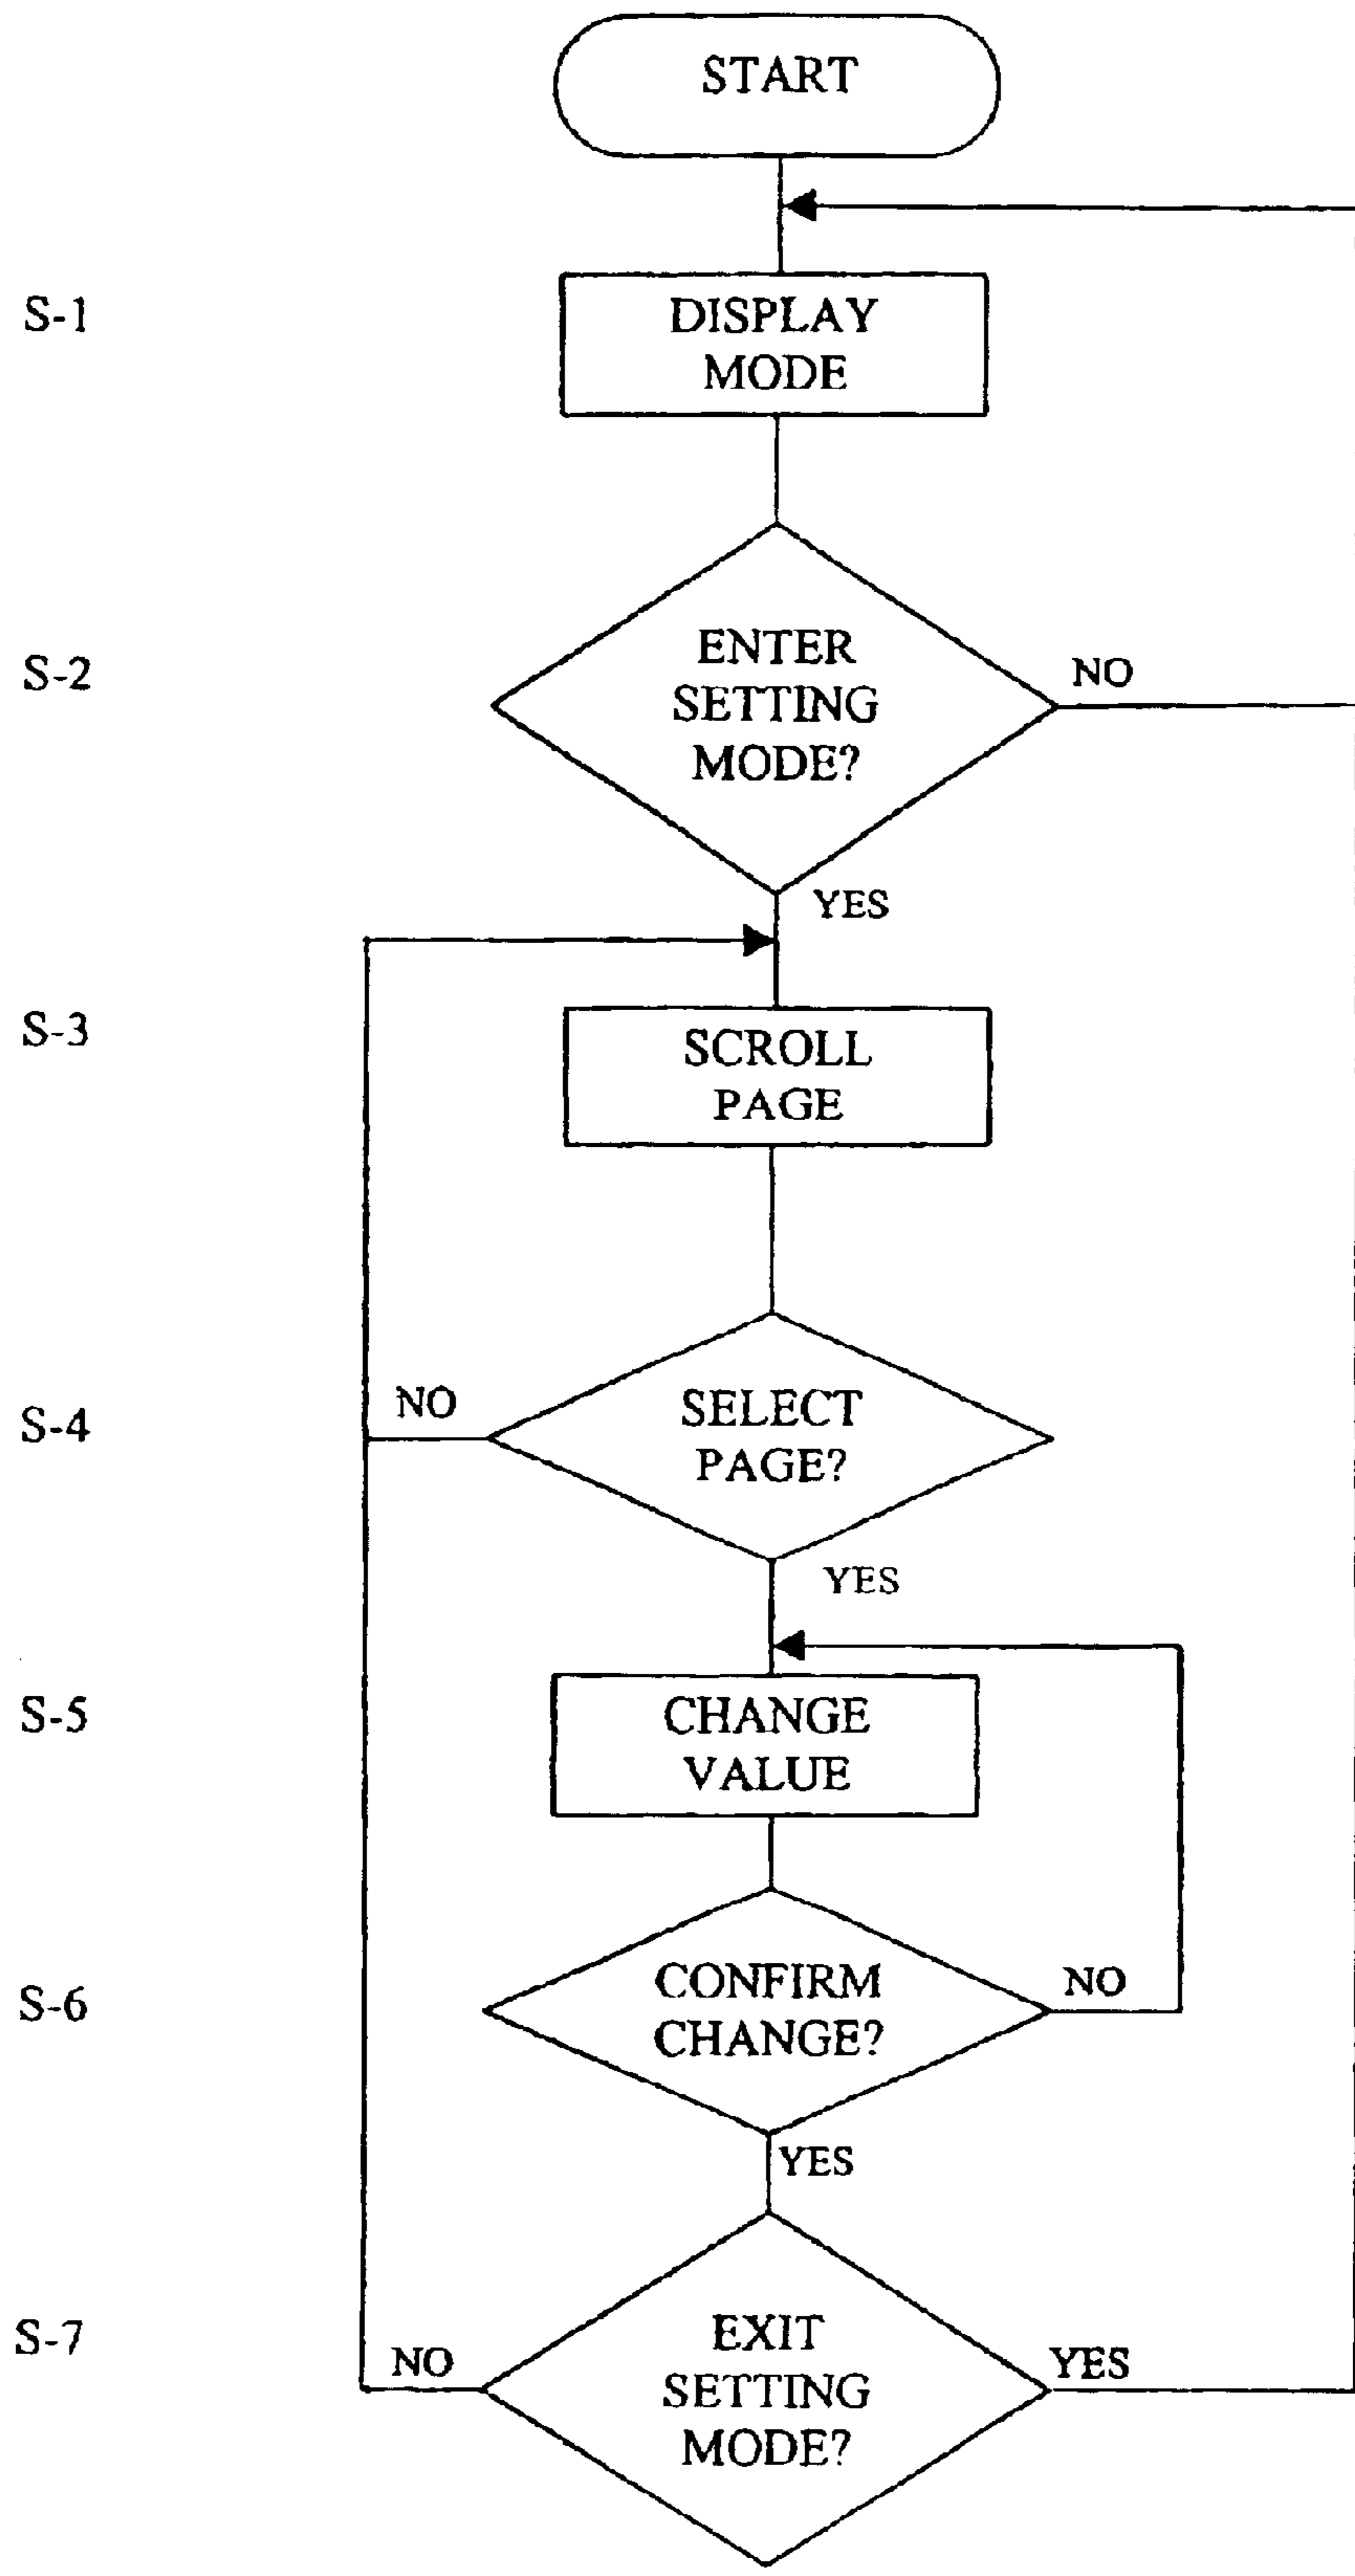 START
S-1
DISPLAY
MODE
S-2
ENTER
SETTING
MODE?
NO
YES
S-3
SCROLL
PAGE
S-4
NO
SELECT
PAGE?
YES
S-5
CHANGE
VALUE
S-6
CONFIRM
CHANGE?
NO
YES
S-7
NO
EXIT
SETTING
MODE?
YES